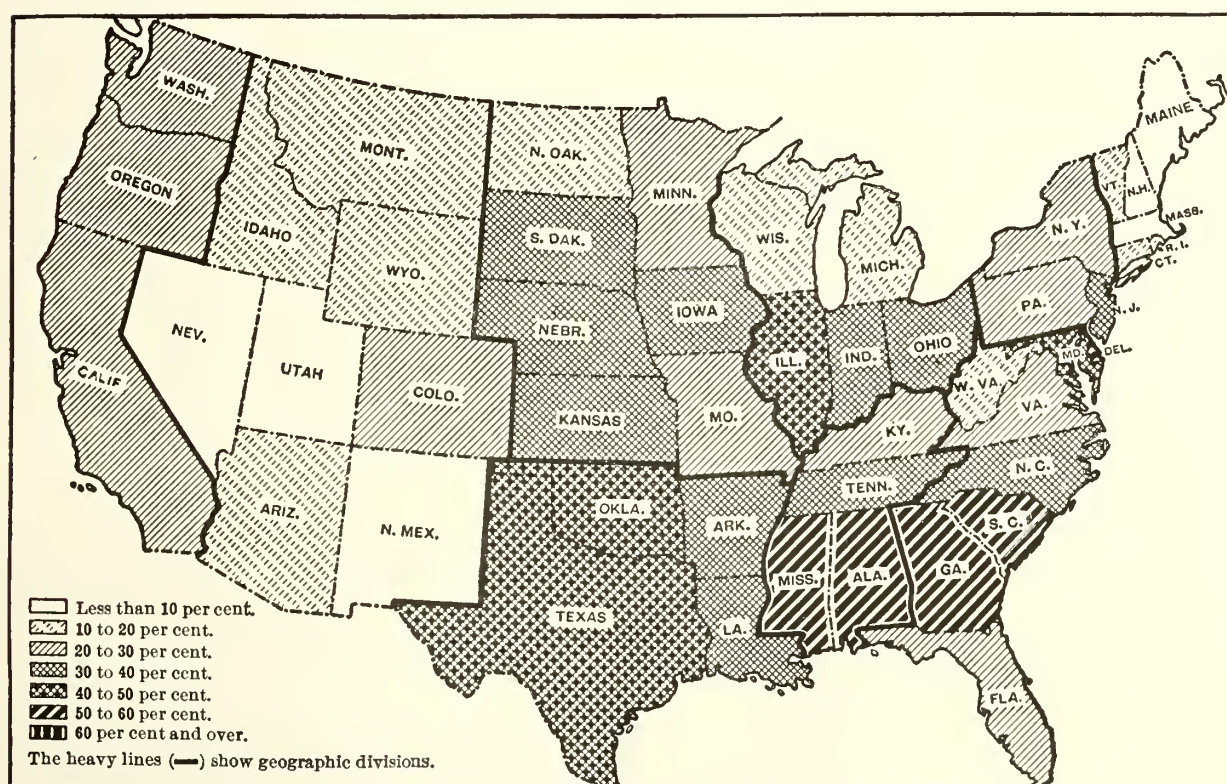 WASH.
MONT.
N. OAK.
MINN.
MAINE
OREGON
IDAHO
S. DAK.
WIS.
MICH.
N.Y.
VT.
N.H.
MASS.
R.I.
CT.
WYO.
NEBR.
IOWA
PA.
N.J.
NEV.
UTAH
COLO.
ILL.
IND.
OHIO
MD.
DEL.
CALIF
KANSAS
MO.
W. VA.
VA.
KY.
ARIZ.
N. MEX.
OKLA.
ARK.
TENN.
N.C.
S.C.
MISS.
ALA.
GA.
TEXAS
LA.
FLA.
Less than 10 per cent.
10 to 20 per cent.
20 to 30 per cent.
30 to 40 per cent.
40 to 50 per cent.
50 to 60 per cent.
60 per cent and over.
The heavy lines (▬) show geographic divisions.